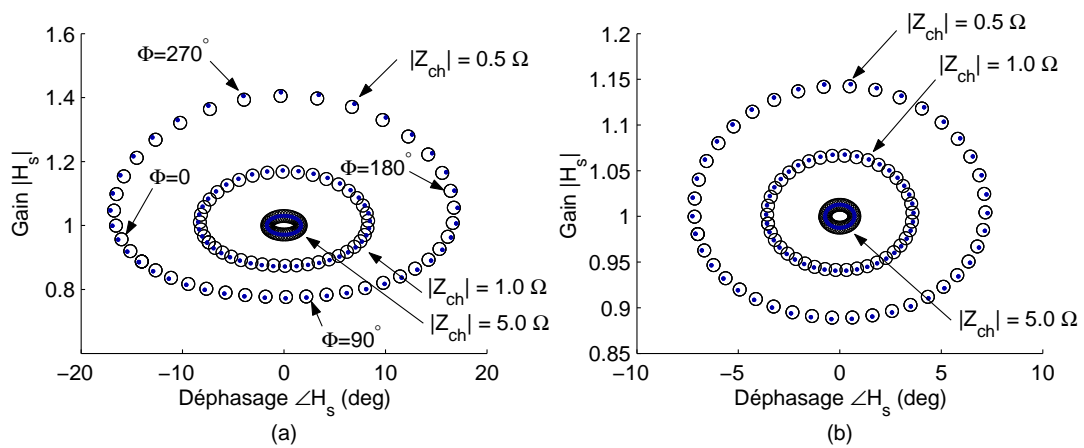 1.6
1.4
1.2
1
0.8
Gain |H_s|
Φ=270°
|Z_ch| = 0.5 Ω
Φ=180°
Φ=0
|Z_ch| = 1.0 Ω
|Z_ch| = 5.0 Ω
Φ=90°
−20 −10 0 10 20
Déphasage ∠H_s (deg)
(a)
1.2
1.15
1.1
1.05
1
0.95
0.9
0.85
Gain |H_s|
|Z_ch| = 0.5 Ω
|Z_ch| = 1.0 Ω
|Z_ch| = 5.0 Ω
−10 −5 0 5 10
Déphasage ∠H_s (deg)
(b)